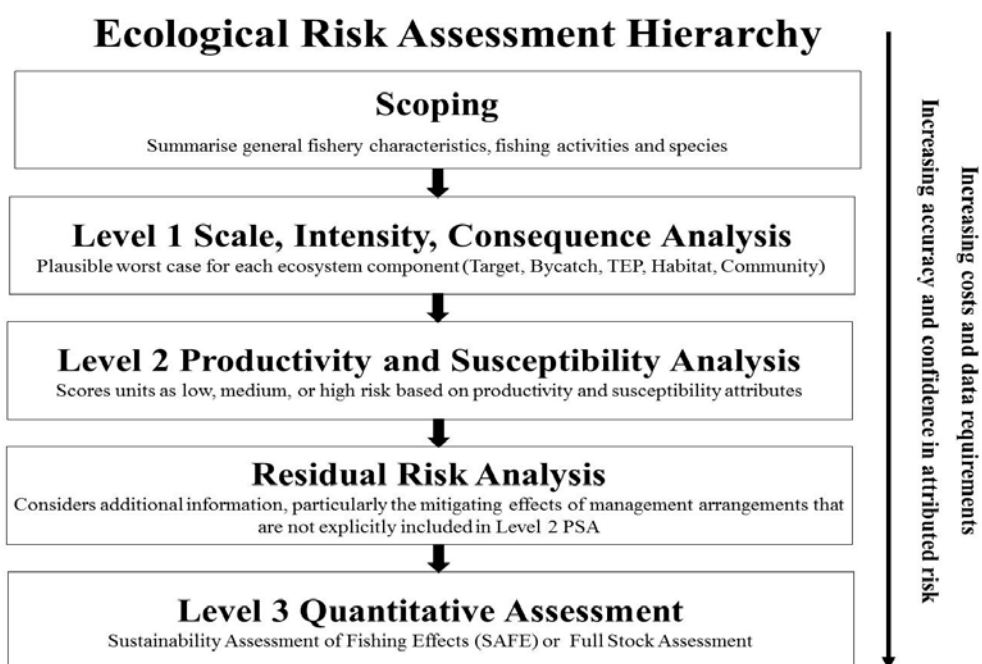 Ecological Risk Assessment Hierarchy
Scoping
Summarise general fishery characteristics, fishing activities and species
Level 1 Scale, Intensity, Consequence Analysis
Plausible worst case for each ecosystem component (Target, Bycatch, TEP, Habitat, Community)
Level 2 Productivity and Susceptibility Analysis
Scores units as low, medium, or high risk based on productivity and susceptibility attributes
Residual Risk Analysis
Considers additional information, particularly the mitigating effects of management arrangements that
are not explicitly included in Level 2 PSA
Level 3 Quantitative Assessment
Sustainability Assessment of Fishing Effects (SAFE) or Full Stock Assessment
Increasing costs and data requirements
Increasing accuracy and confidence in attributed risk